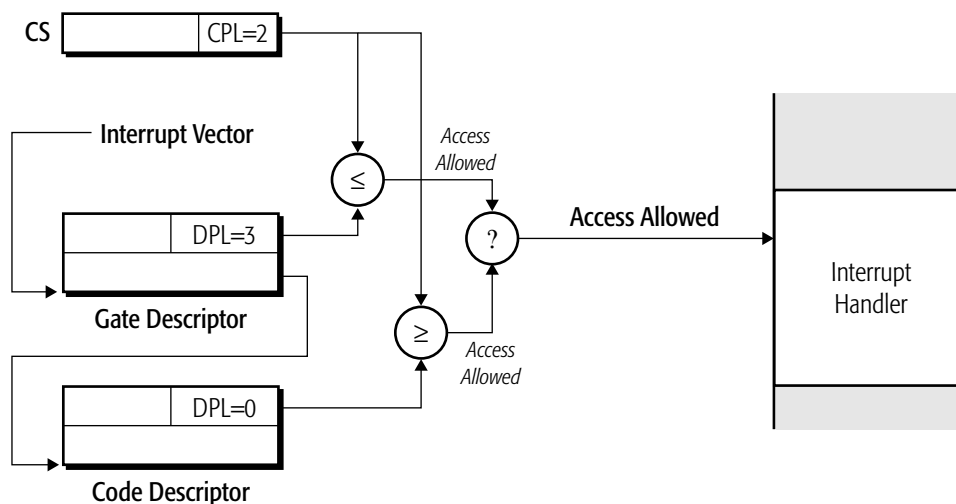 CS
CPL=2
Interrupt Vector
Access
Allowed
≤
DPL=3
?
Access Allowed
Interrupt
Handler
Gate Descriptor
≥
Access
Allowed
DPL=0
Code Descriptor